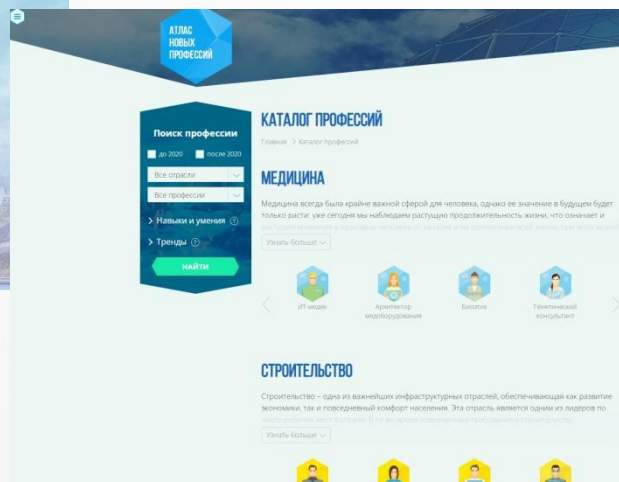 АТЛАС
НОВЫХ
ПРОФЕССИЙ
Поиск профессии
до 2020 после 2020
Все отрасли
Все профессии
Навыки и умения ?
Тренды ?
НАЙТИ
КАТАЛОГ ПРОФЕССИЙ
Главная > Каталог профессий
МЕДИЦИНА
Медицина всегда была крайне важной сферой для человека, однако ее значение в будущем будет
только расти: уже сегодня мы наблюдаем растущую продолжительность жизни, что означает и
Узнать больше
ИТ-медик
Архитектор
медоборудования
Биоэтик
Генетический
консультант
СТРОИТЕЛЬСТВО
Строительство – одна из важнейших инфраструктурных отраслей, обеспечивающая как развитие
экономики, так и повседневный комфорт населения. Эта отрасль является одним из лидеров по
Узнать больше